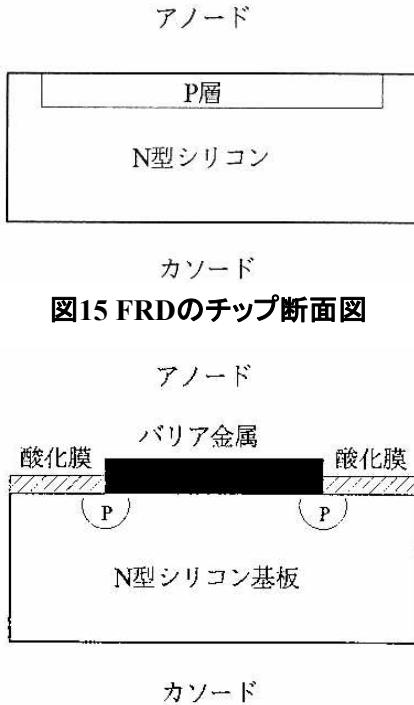 アノード
P層
N型シリコン
カソード
図15 FRDのチップ断面図
アノード
バリア金属
酸化膜 酸化膜
P P
N型シリコン基板
カソード